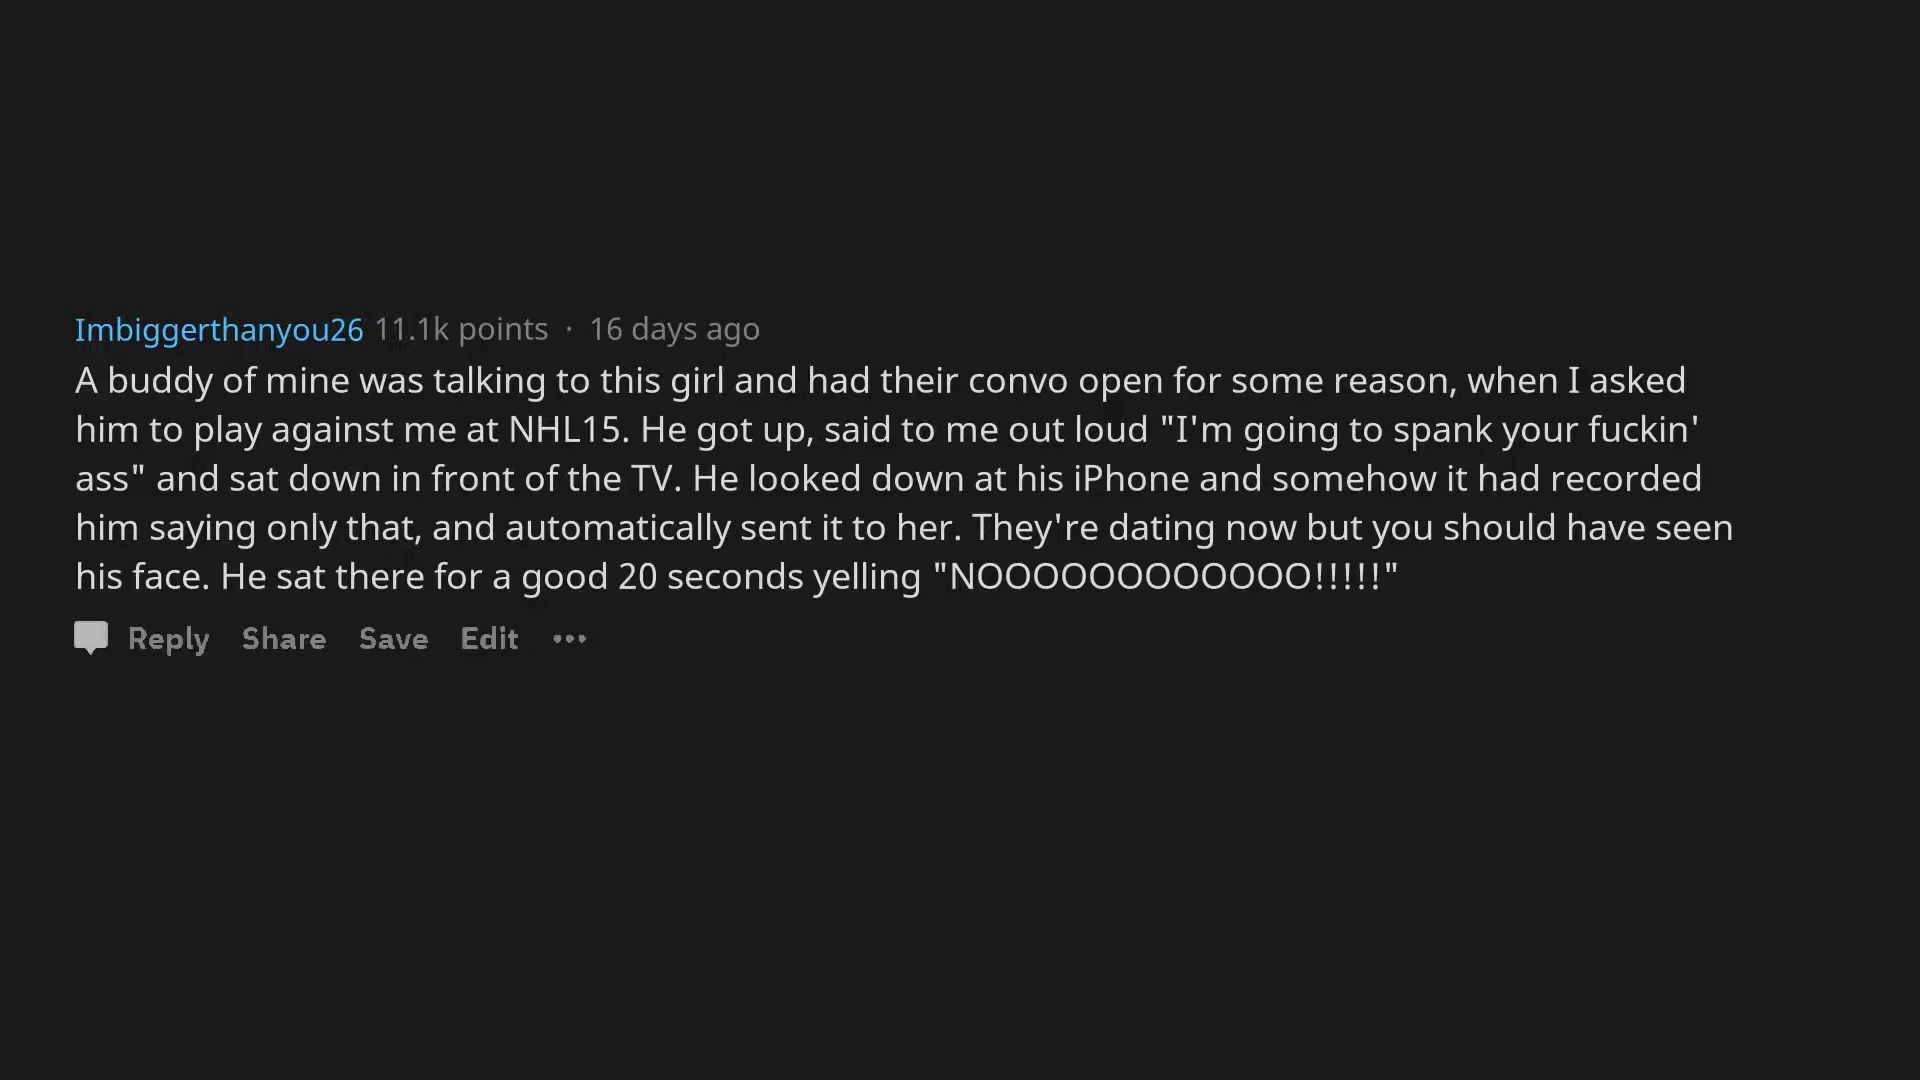 Imbiggerthanyou26 11.1k points · 16 days ago
A buddy of mine was talking to this girl and had their convo open for some reason, when I asked
him to play against me at NHL15. He got up, said to me out loud "I'm going to spank your fuckin'
ass" and sat down in front of the TV. He looked down at his iPhone and somehow it had recorded
him saying only that, and automatically sent it to her. They're dating now but you should have seen
his face. He sat there for a good 20 seconds yelling "NOOOOOOOOOOOO!!!!!"
Reply Share Save Edit •••